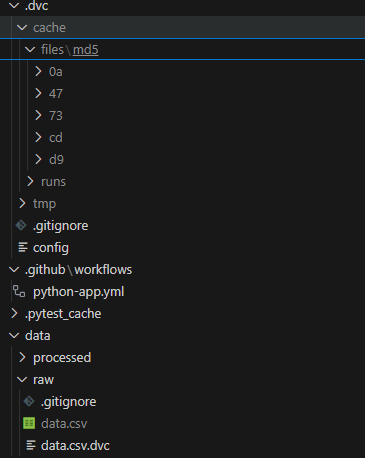 .dvc
cache
files\md5
0a
47
73
cd
d9
runs
tmp
.gitignore
config
.github\workflows
python-app.yml
.pytest_cache
data
processed
raw
.gitignore
data.csv
data.csv.dvc